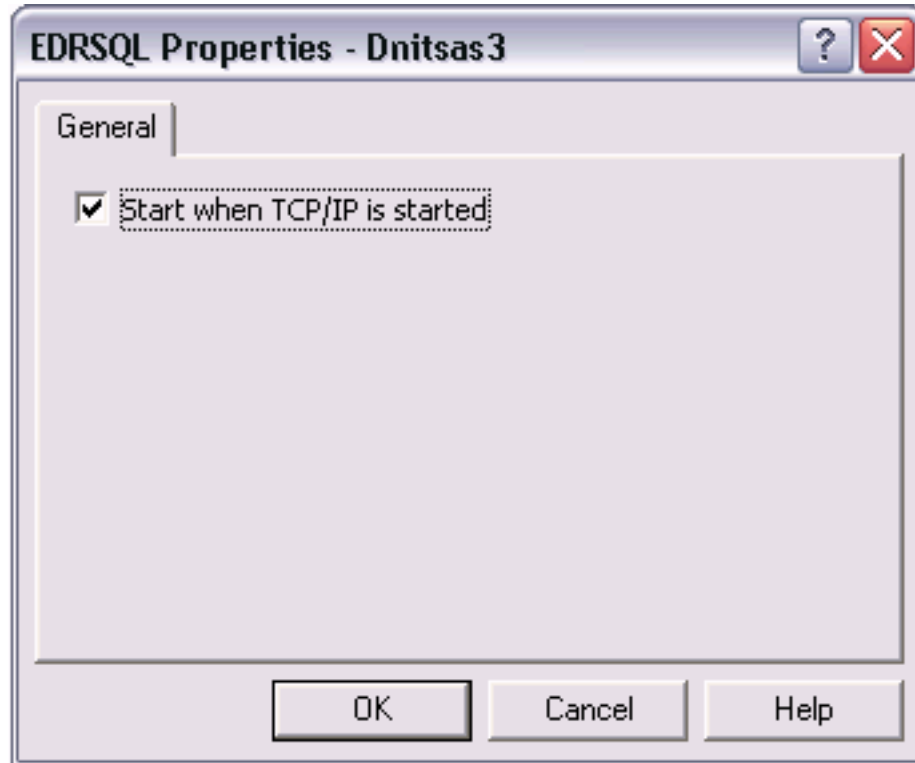 EDRSQL Properties - Dnitsas3
General
Start when TCP/IP is started
OK Cancel Help